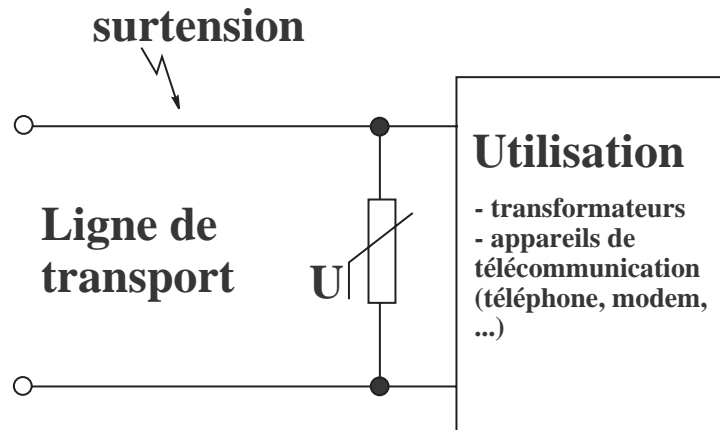 surtension
Ligne de
transport
U
Utilisation
- transformateurs
- appareils de
télécommunication
(téléphone, modem,
...)